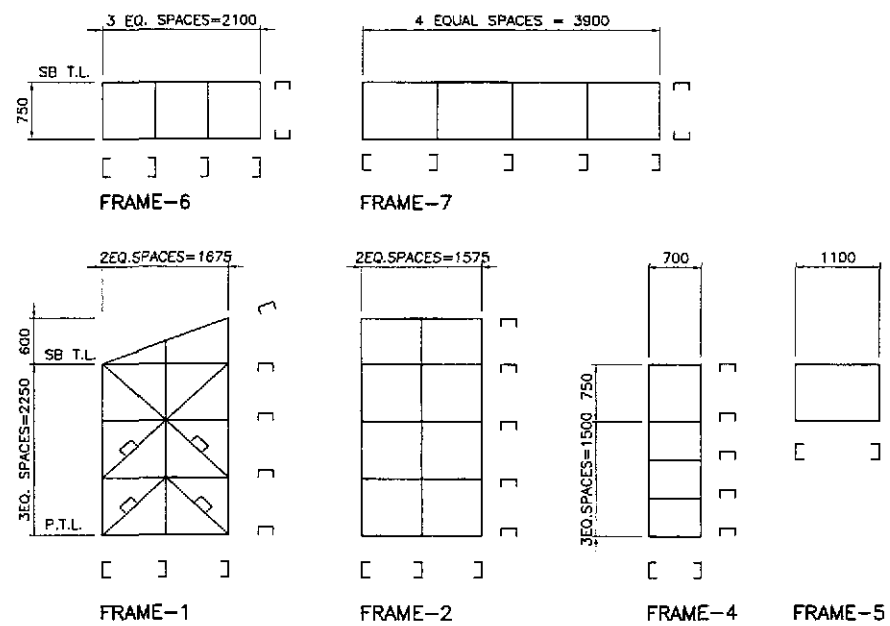 3 EQ. SPACES=2100
4 EQUAL SPACES = 3900
SB T.L.
750
FRAME-6
FRAME-7
2EQ.SPACES=1675
2EQ.SPACES=1575
700
1100
600
SB T.L.
3EQ. SPACES=2250
P.T.L.
750
3EQ.SPACES=1500
FRAME-1
FRAME-2
FRAME-4
FRAME-5